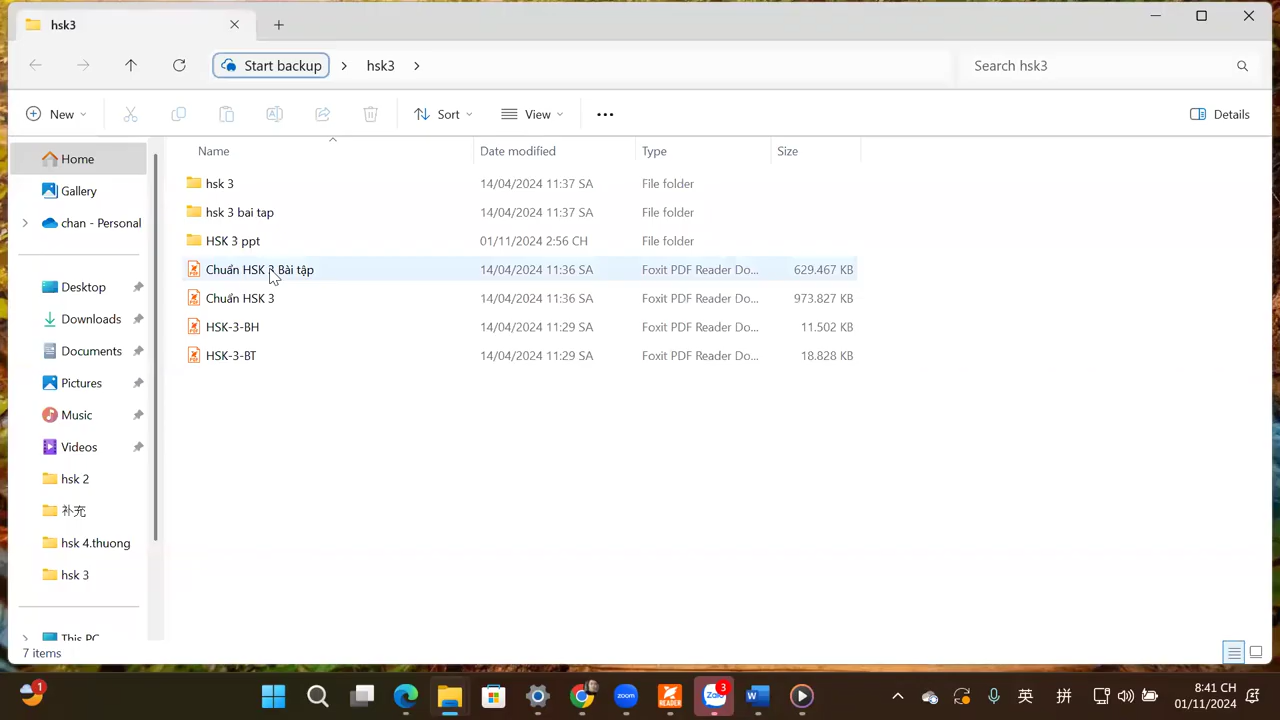 hsk3
Start backup
hsk3
Search hsk3
New
Sort
View
Details
Name
Date modified
Type
Size
Home
Gallery
chan - Personal
Desktop
Downloads
Documents
Pictures
Music
Videos
hsk 2
补充
hsk 4.thuong
hsk 3
This PC
hsk 3 14/04/2024 11:37 SA File folder
hsk 3 bai tap 14/04/2024 11:37 SA File folder
HSK 3 ppt 01/11/2024 2:56 CH File folder
Chuẩn HSK 3 Bài tập 14/04/2024 11:36 SA Foxit PDF Reader Do... 629.467 KB
Chuẩn HSK 3 14/04/2024 11:36 SA Foxit PDF Reader Do... 973.827 KB
HSK-3-BH 14/04/2024 11:29 SA Foxit PDF Reader Do... 11.502 KB
HSK-3-BT 14/04/2024 11:29 SA Foxit PDF Reader Do... 18.828 KB
7 items
1
zoom
READER
Zalo
3
英
拼
8:41 CH
01/11/2024